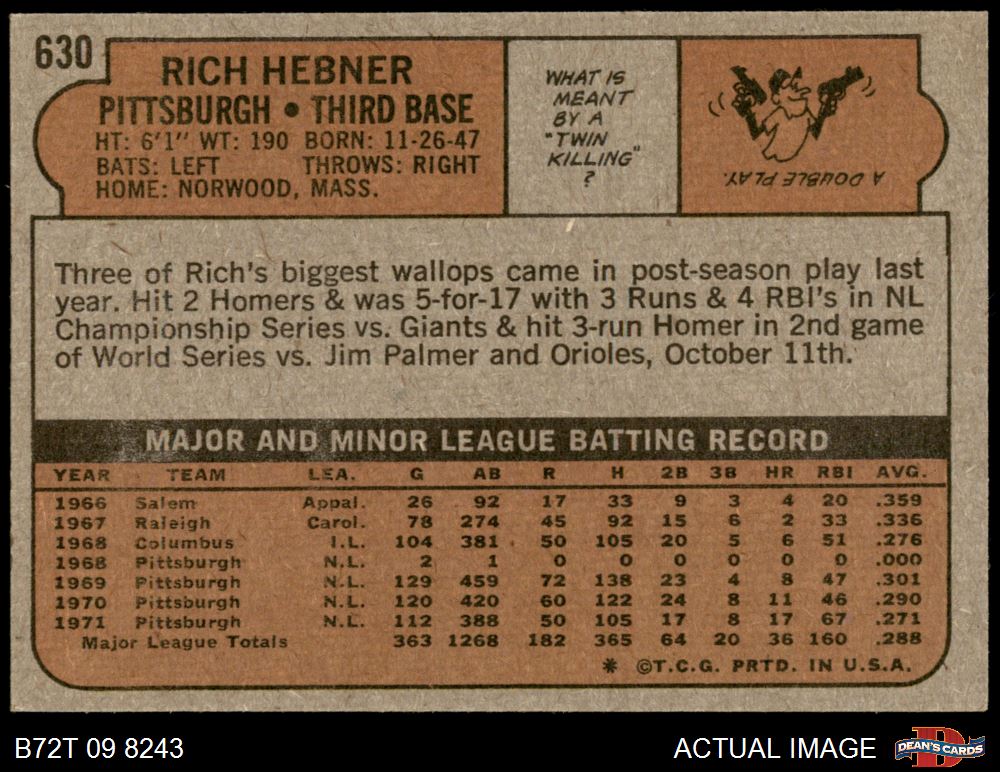 630
RICH HEBNER
PITTSBURGH • THIRD BASE
HT: 6'1" WT: 190 BORN: 11-26-47
BATS: LEFT THROWS: RIGHT
HOME: NORWOOD, MASS.
WHAT IS
MEANT
BY A
"TWIN
KILLING"
?
A DOUBLE PLAY.
Three of Rich's biggest wallops came in post-season play last
year. Hit 2 Homers & was 5-for-17 with 3 Runs & 4 RBI's in NL
Championship Series vs. Giants & hit 3-run Homer in 2nd game
of World Series vs. Jim Palmer and Orioles, October 11th.
MAJOR AND MINOR LEAGUE BATTING RECORD
YEAR TEAM LEA. G AB R H 2B 3B HR RBI AVG.
1966 Salem Appal. 26 92 17 33 9 3 4 20 .359
1967 Raleigh Carol. 78 274 45 92 15 6 2 33 .336
1968 Columbus I.L. 104 381 50 105 20 5 6 51 .276
1968 Pittsburgh N.L. 2 1 0 0 0 0 0 0 .000
1969 Pittsburgh N.L. 129 459 72 138 23 4 8 47 .301
1970 Pittsburgh N.L. 120 420 60 122 24 8 11 46 .290
1971 Pittsburgh N.L. 112 388 50 105 17 8 17 67 .271
Major League Totals 363 1268 182 365 64 20 36 160 .288
* ©T.C.G. PRTD. IN U.S.A.
B72T 09 8243 ACTUAL IMAGE D DEAN'S CARDS